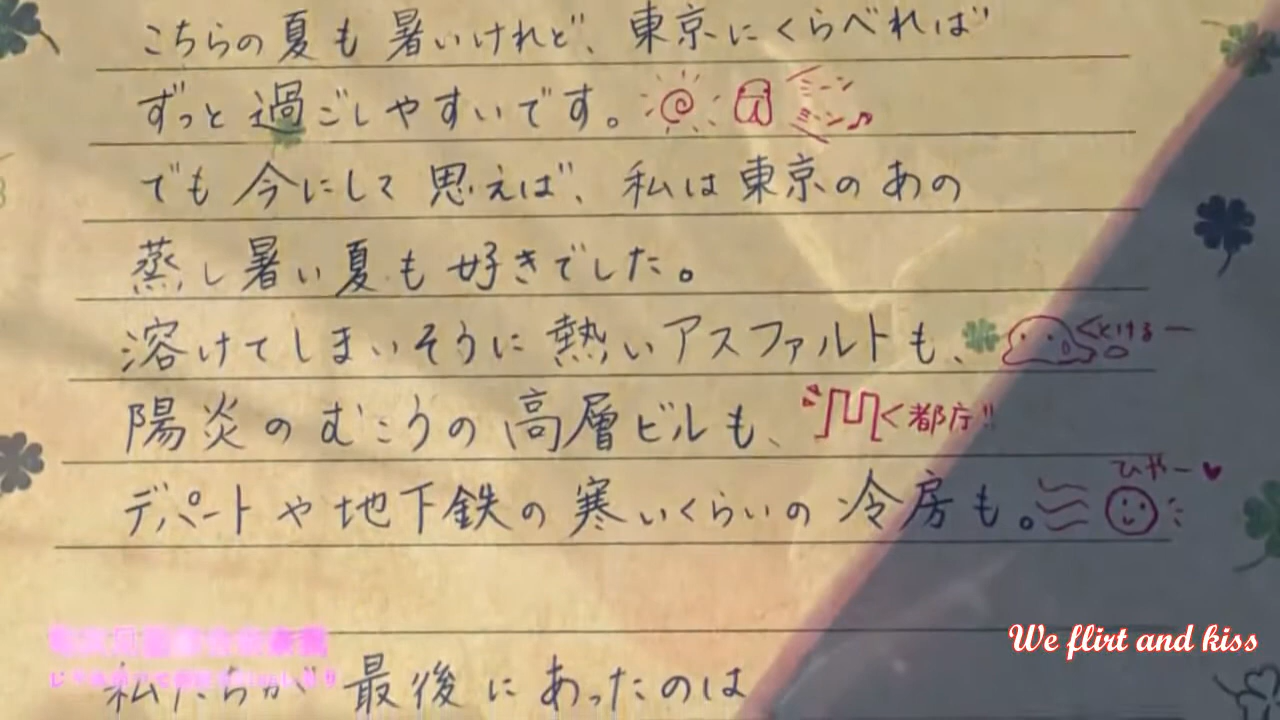 こちらの夏も暑いけれど、東京にくらべれば
ずっと過ごしやすいです。 ミーン ミーン♪
でも今にして思えば、私は東京のあの
蒸し暑い夏も好きでした。
溶けてしまいそうに熱いアスファルトも、 とけるー
陽炎のむこうの高層ビルも、 都庁!!
デパートや地下鉄の寒いくらいの冷房も。 ひゃー♥
We flirt and kiss
私たちが最後にあったのは